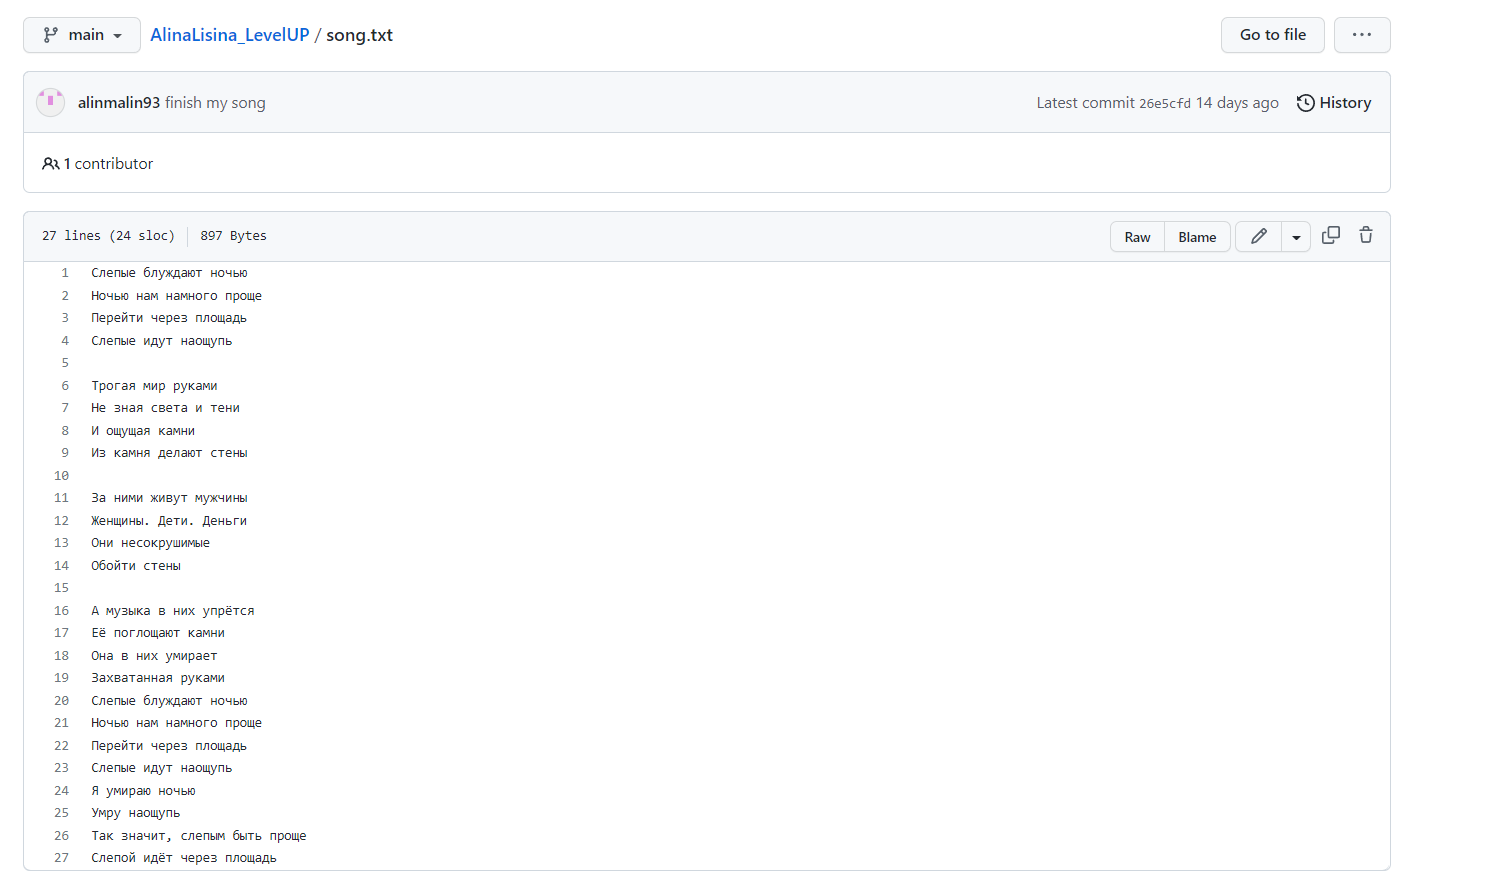 main
AlinaLisina_LevelUP / song.txt
Go to file
...
alinmalin93 finish my song
Latest commit 26e5cfd 14 days ago
History
1 contributor
27 lines (24 sloc)
897 Bytes
Raw
Blame
1 Слепые блуждают ночью
2 Ночью нам намного проще
3 Перейти через площадь
4 Слепые идут наощупь
5
6 Трогая мир руками
7 Не зная света и тени
8 И ощущая камни
9 Из камня делают стены
10
11 За ними живут мужчины
12 Женщины. Дети. Деньги
13 Они несокрушимые
14 Обойти стены
15
16 А музыка в них упрётся
17 Её поглощают камни
18 Она в них умирает
19 Захватанная руками
20 Слепые блуждают ночью
21 Ночью нам намного проще
22 Перейти через площадь
23 Слепые идут наощупь
24 Я умираю ночью
25 Умру наощупь
26 Так значит, слепым быть проще
27 Слепой идёт через площадь